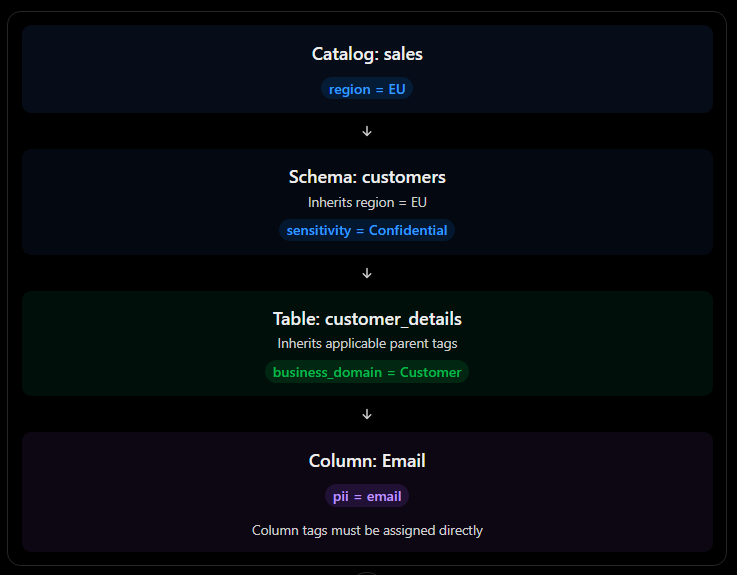 Catalog: sales
region = EU
↓
Schema: customers
Inherits region = EU
sensitivity = Confidential
↓
Table: customer_details
Inherits applicable parent tags
business_domain = Customer
↓
Column: Email
pii = email
Column tags must be assigned directly